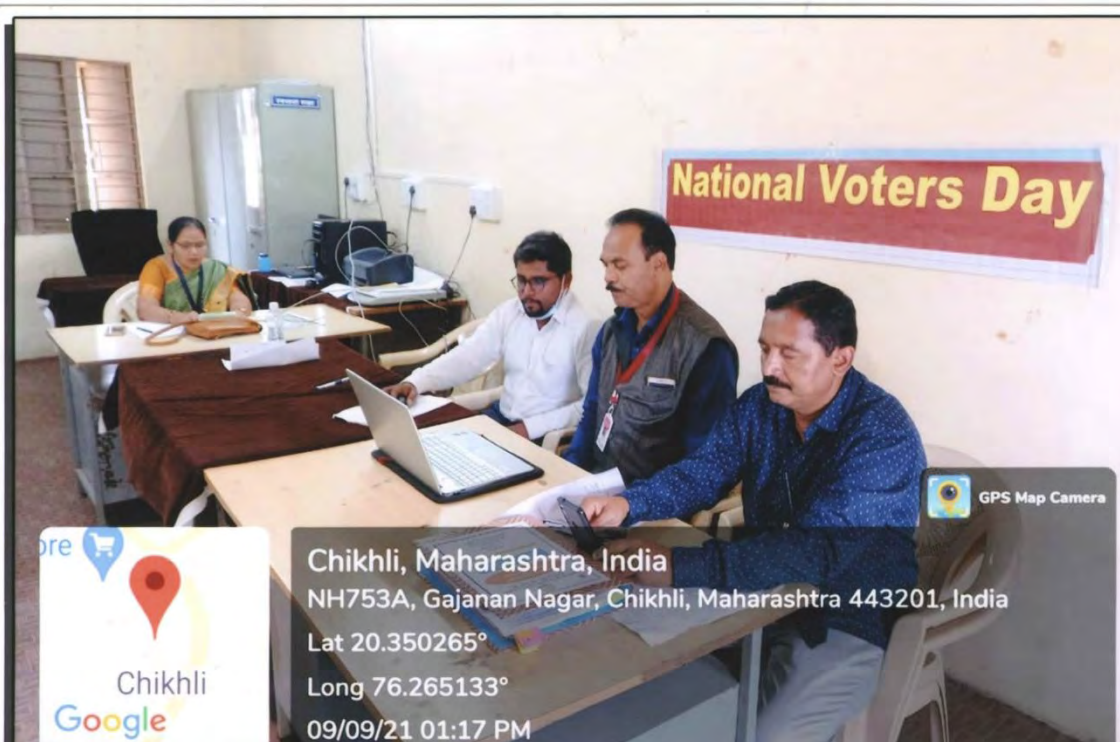 National Voters Day
GPS Map Camera
ore
Chikhli
Google
Chikhli, Maharashtra, India
NH753A, Gajanan Nagar, Chikhli, Maharashtra 443201, India
Lat 20.350265°
Long 76.265133°
09/09/21 01:17 PM